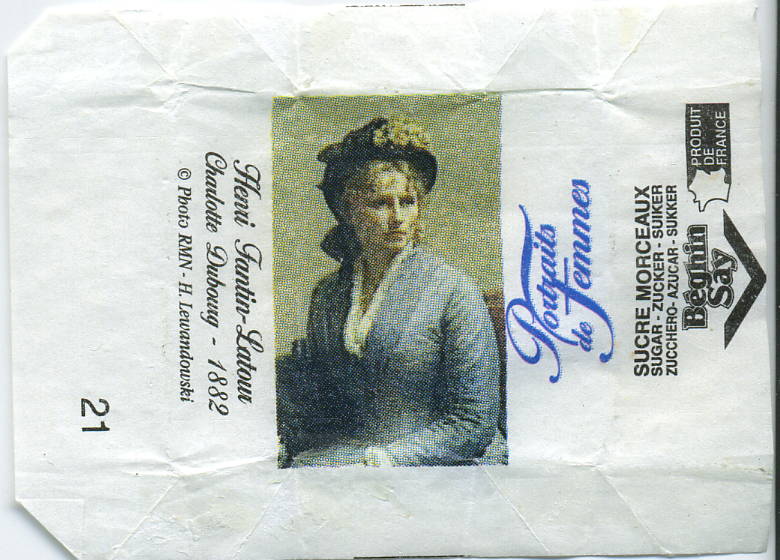 PRODUIT
DE
FRANCE
Béghin
Say
SUCRE MORCEAUX
SUGAR - ZUCKER - SUIKER
ZUCCHERO - AZUCAR - SUKKER
Portraits
de Femmes
Henri Fantin-Latour
Charlotte Dubourg - 1882
© Photo RMN - H. Lewandowski
21